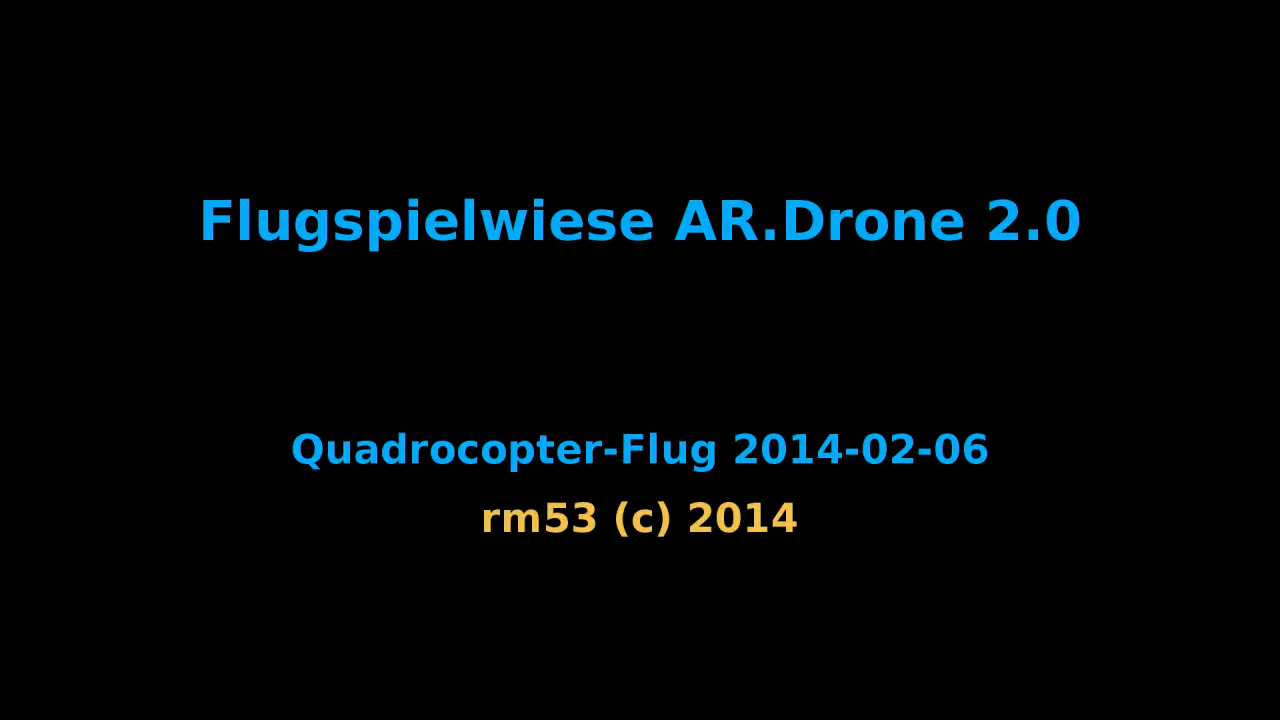 Flugspielwiese AR.Drone 2.0
Quadrocopter-Flug 2014-02-06
rm53 (c) 2014